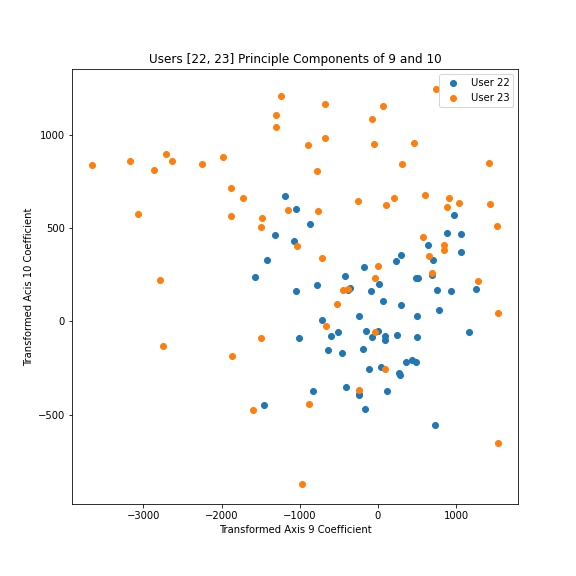 Users [22, 23] Principle Components of 9 and 10
User 22
User 23
1000
500
0
−500
Transformed Acis 10 Coefficient
−3000
−2000
−1000
0
1000
Transformed Axis 9 Coefficient